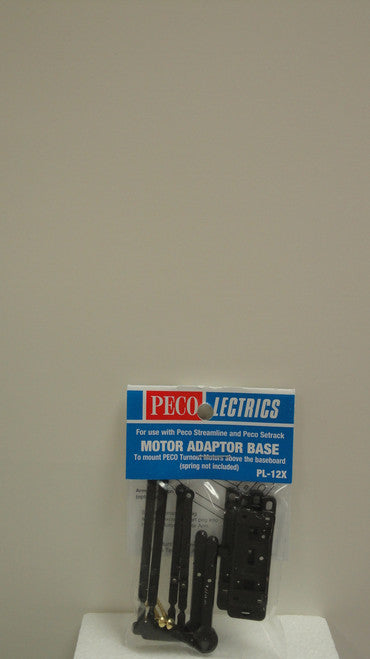 PECO LECTRICS
For use with Peco Streamline and Peco Setrack
MOTOR ADAPTOR BASE
To mount PECO Turnout Motors above the baseboard
(spring not included)
PL-12X